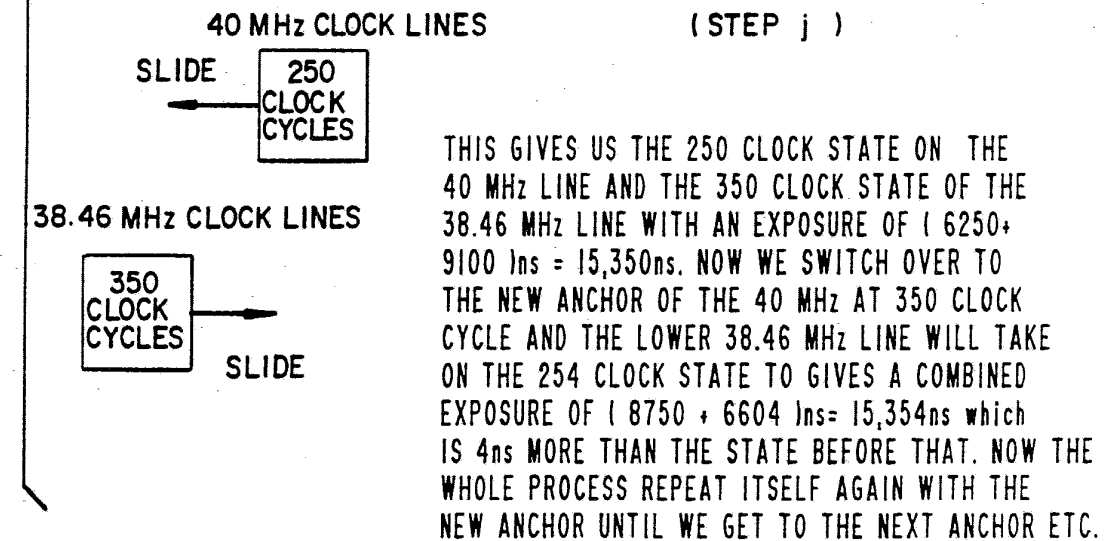 40 MHz CLOCK LINES (STEP j )
SLIDE
250
CLOCK
CYCLES
38.46 MHz CLOCK LINES
350
CLOCK
CYCLES
SLIDE
THIS GIVES US THE 250 CLOCK STATE ON THE
40 MHz LINE AND THE 350 CLOCK STATE OF THE
38.46 MHz LINE WITH AN EXPOSURE OF ( 6250+
9100 )ns = 15,350ns. NOW WE SWITCH OVER TO
THE NEW ANCHOR OF THE 40 MHz AT 350 CLOCK
CYCLE AND THE LOWER 38.46 MHz LINE WILL TAKE
ON THE 254 CLOCK STATE TO GIVES A COMBINED
EXPOSURE OF ( 8750 + 6604 )ns= 15,354ns which
IS 4ns MORE THAN THE STATE BEFORE THAT. NOW THE
WHOLE PROCESS REPEAT ITSELF AGAIN WITH THE
NEW ANCHOR UNTIL WE GET TO THE NEXT ANCHOR ETC.